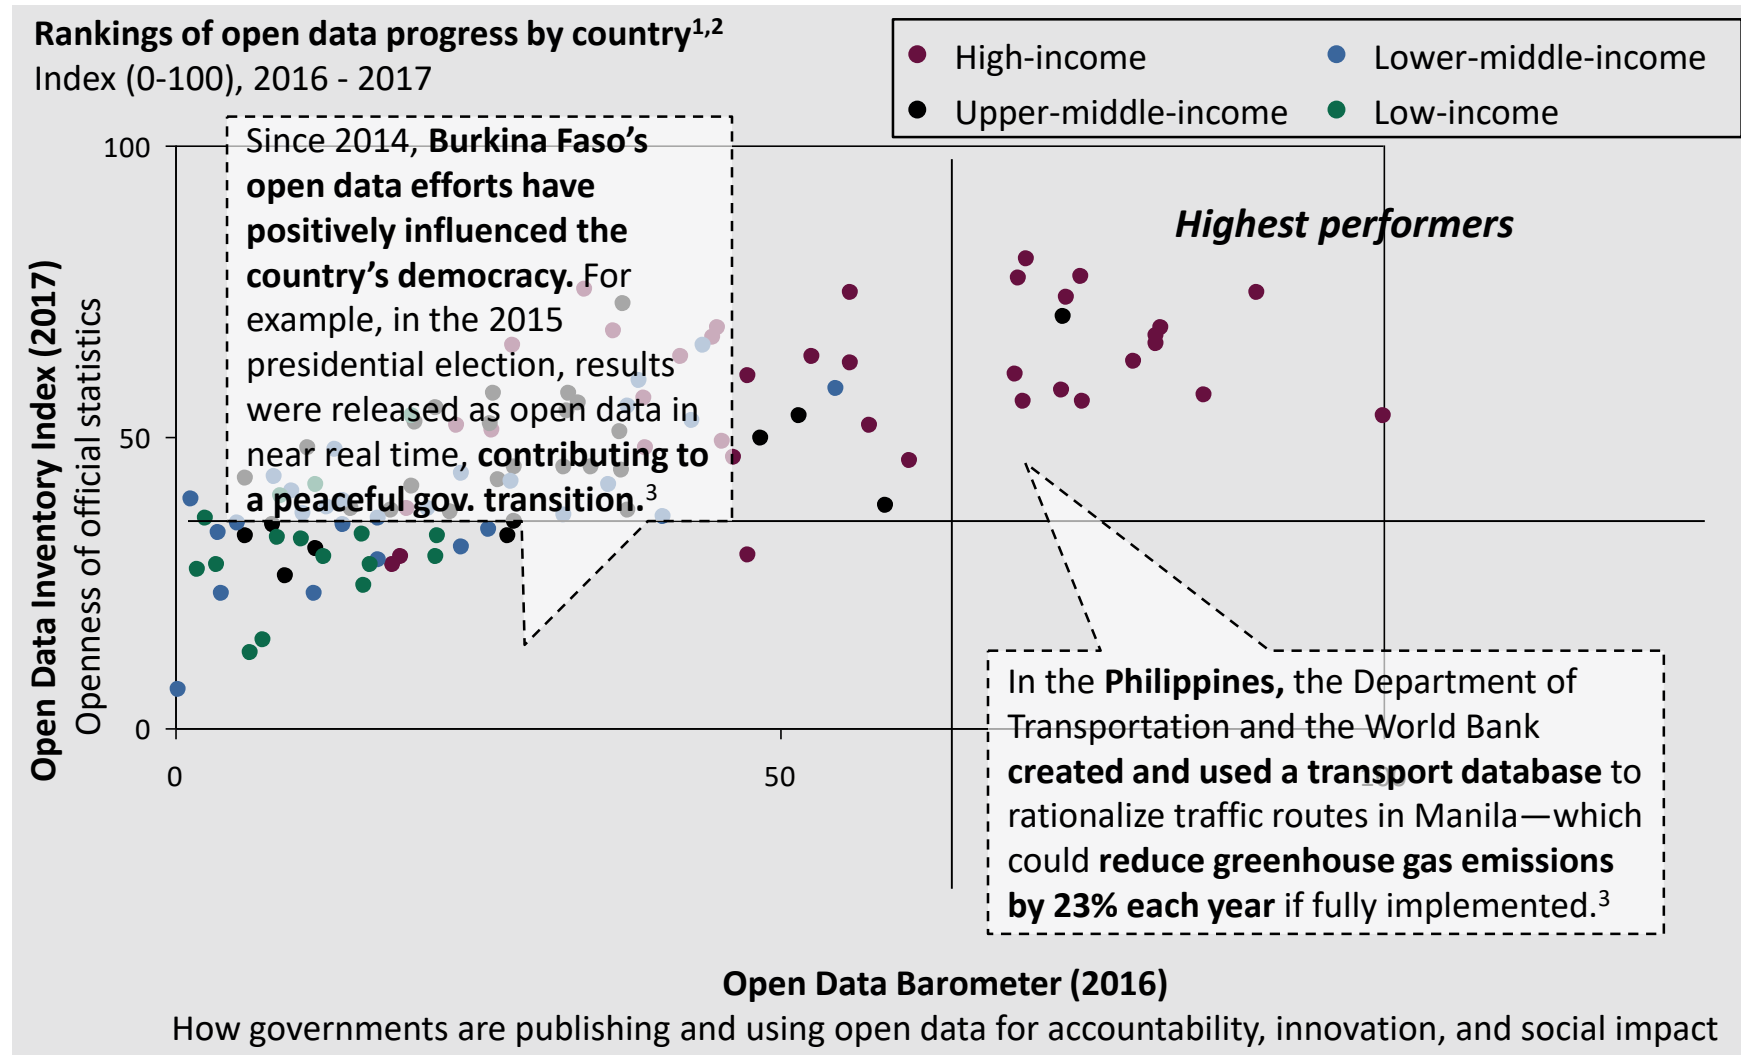 Rankings of open data progress by country1,2
Index (0-100), 2016 - 2017
High-income
Lower-middle-income
Upper-middle-income
Low-income
Since 2014, Burkina Faso’s
open data efforts have
positively influenced the
country’s democracy. For
example, in the 2015
presidential election, results
were released as open data in
near real time, contributing to
a peaceful gov. transition.3
Highest performers
Open Data Inventory Index (2017)
Openness of official statistics
100
50
0
0
50
100
In the Philippines, the Department of
Transportation and the World Bank
created and used a transport database to
rationalize traffic routes in Manila—which
could reduce greenhouse gas emissions
by 23% each year if fully implemented.3
Open Data Barometer (2016)
How governments are publishing and using open data for accountability, innovation, and social impact